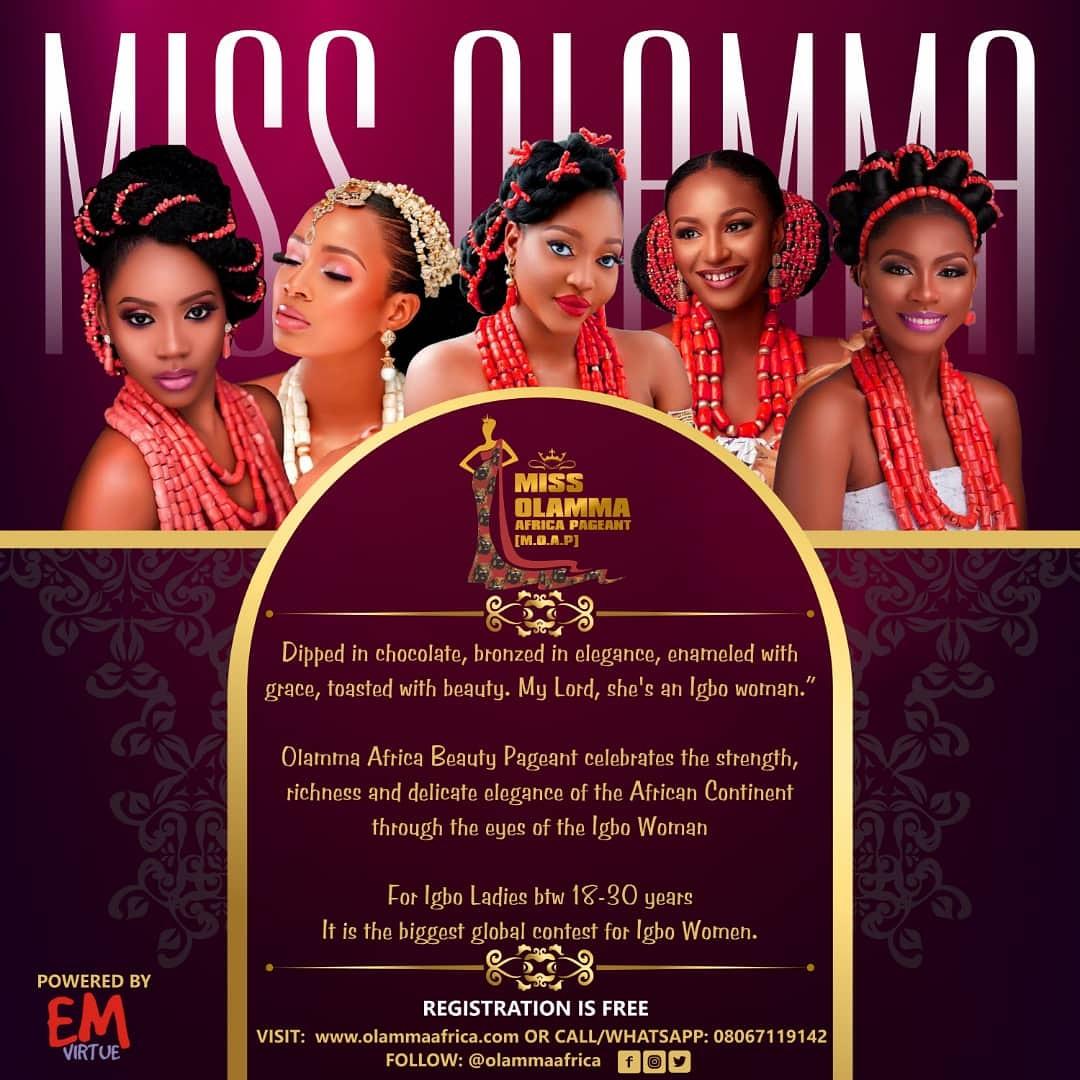 MISS OLAMMA
MISS
OLAMMA
AFRICA PAGEANT
[M.O.A.P]
Dipped in chocolate, bronzed in elegance, enameled with
grace, toasted with beauty. My Lord, she's an Igbo woman.”
Olamma Africa Beauty Pageant celebrates the strength,
richness and delicate elegance of the African Continent
through the eyes of the Igbo Woman
For Igbo Ladies btw 18-30 years
It is the biggest global contest for Igbo Women.
POWERED BY
EM
VIRTUE
REGISTRATION IS FREE
VISIT: www.olammaafrica.com OR CALL/WHATSAPP: 08067119142
FOLLOW: @olammaafrica